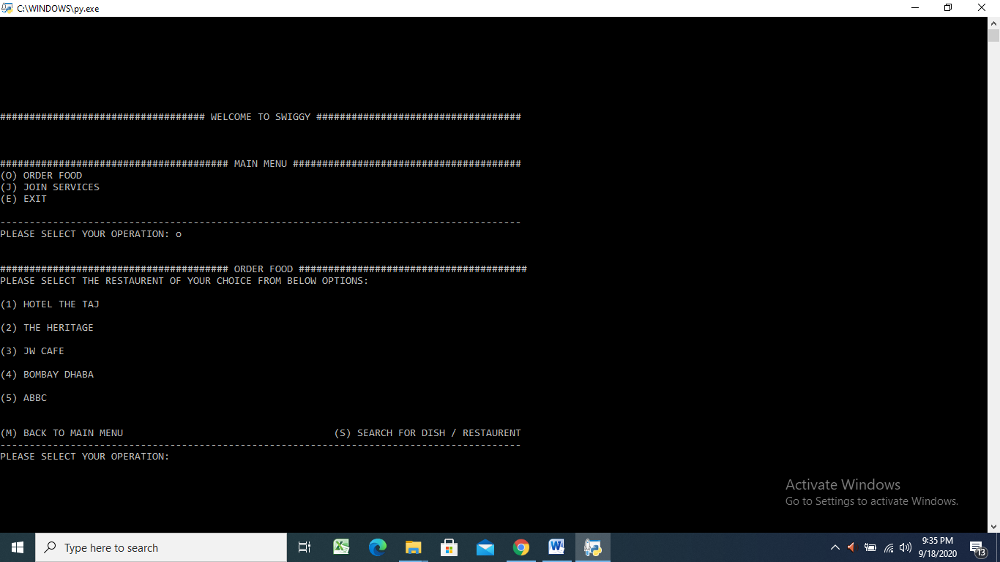 C:\WINDOWS\py.exe
################################### WELCOME TO SWIGGY ###################################
####################################### MAIN MENU #######################################
(O) ORDER FOOD
(J) JOIN SERVICES
(E) EXIT
-----------------------------------------------------------------------------------------
PLEASE SELECT YOUR OPERATION: o
####################################### ORDER FOOD #######################################
PLEASE SELECT THE RESTAURENT OF YOUR CHOICE FROM BELOW OPTIONS:
(1) HOTEL THE TAJ
(2) THE HERITAGE
(3) JW CAFE
(4) BOMBAY DHABA
(5) ABBC
(M) BACK TO MAIN MENU                                    (S) SEARCH FOR DISH / RESTAURENT
-----------------------------------------------------------------------------------------
PLEASE SELECT YOUR OPERATION:
Activate Windows
Go to Settings to activate Windows.
Type here to search
9:35 PM
9/18/2020
13